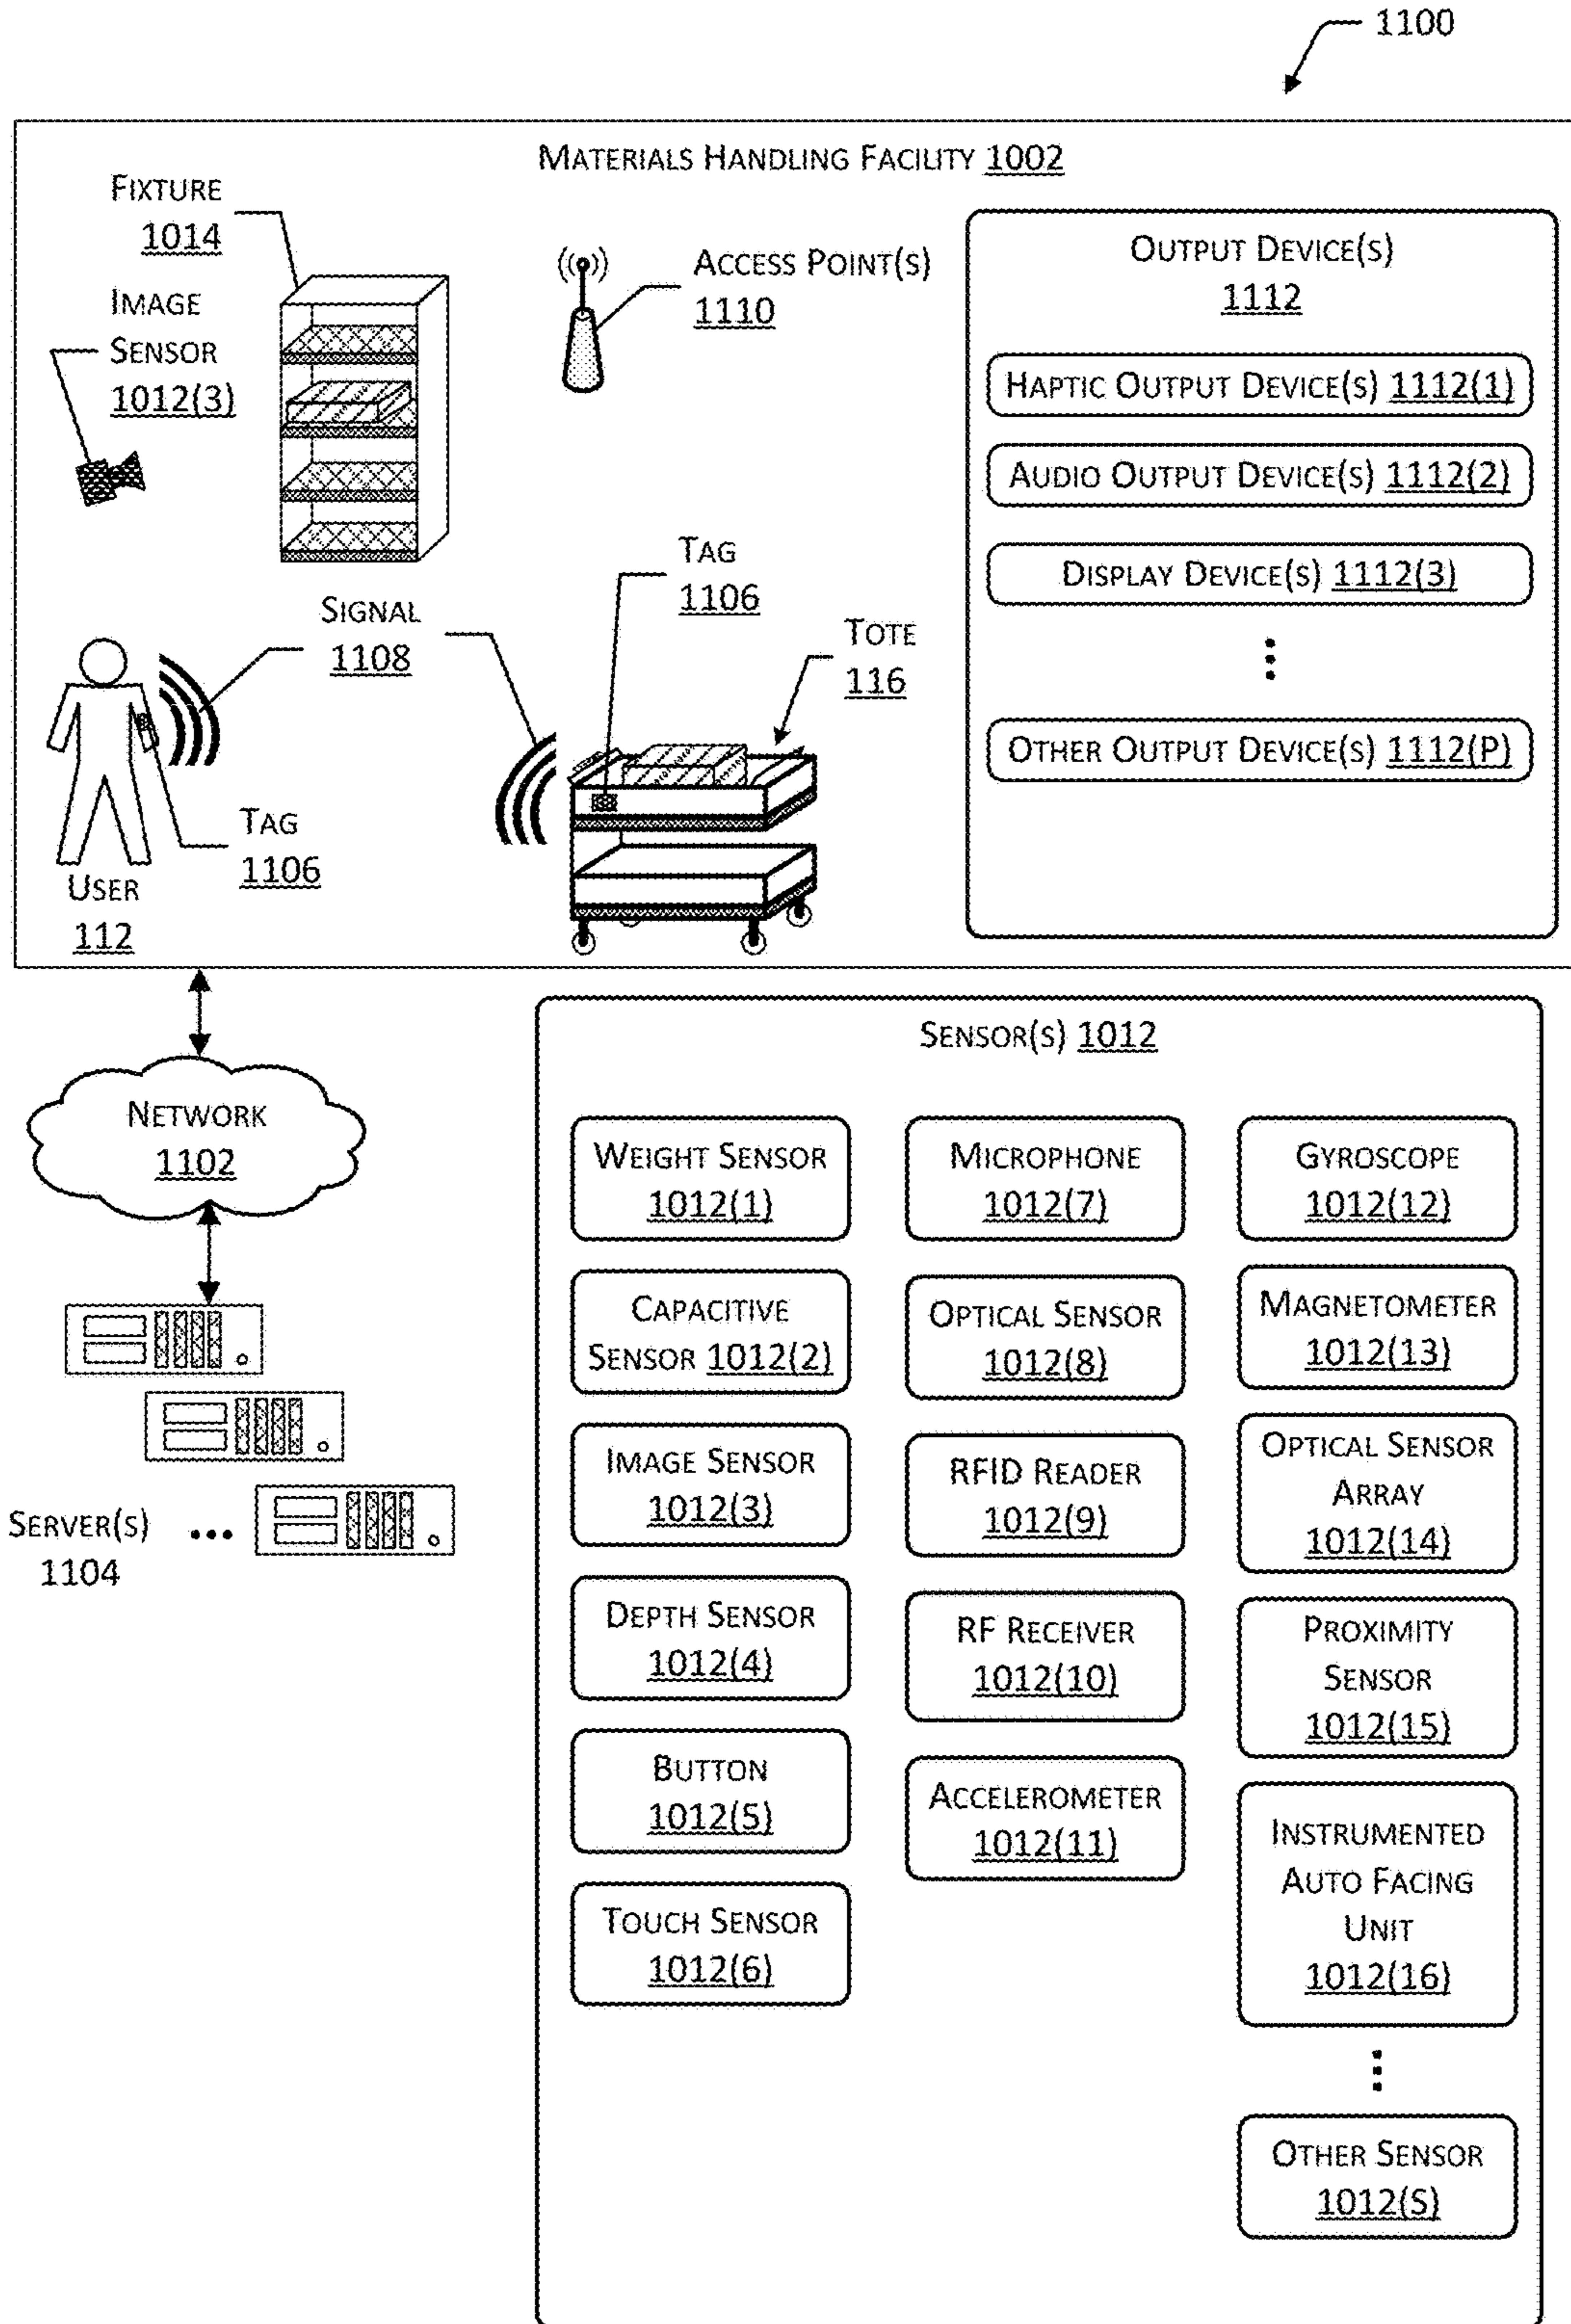 1100
MATERIALS HANDLING FACILITY 1002
FIXTURE
1014
IMAGE
SENSOR
1012(3)
ACCESS POINT(S)
1110
OUTPUT DEVICE(S)
1112
HAPTIC OUTPUT DEVICE(S) 1112(1)
AUDIO OUTPUT DEVICE(S) 1112(2)
DISPLAY DEVICE(S) 1112(3)
OTHER OUTPUT DEVICE(S) 1112(P)
TAG
1106
SIGNAL
1108
TOTE
116
TAG
1106
USER
112
NETWORK
1102
SERVER(S)
1104
SENSOR(S) 1012
WEIGHT SENSOR
1012(1)
CAPACITIVE
SENSOR 1012(2)
IMAGE SENSOR
1012(3)
DEPTH SENSOR
1012(4)
BUTTON
1012(5)
TOUCH SENSOR
1012(6)
MICROPHONE
1012(7)
OPTICAL SENSOR
1012(8)
RFID READER
1012(9)
RF RECEIVER
1012(10)
ACCELEROMETER
1012(11)
GYROSCOPE
1012(12)
MAGNETOMETER
1012(13)
OPTICAL SENSOR
ARRAY
1012(14)
PROXIMITY
SENSOR
1012(15)
INSTRUMENTED
AUTO FACING
UNIT
1012(16)
OTHER SENSOR
1012(S)